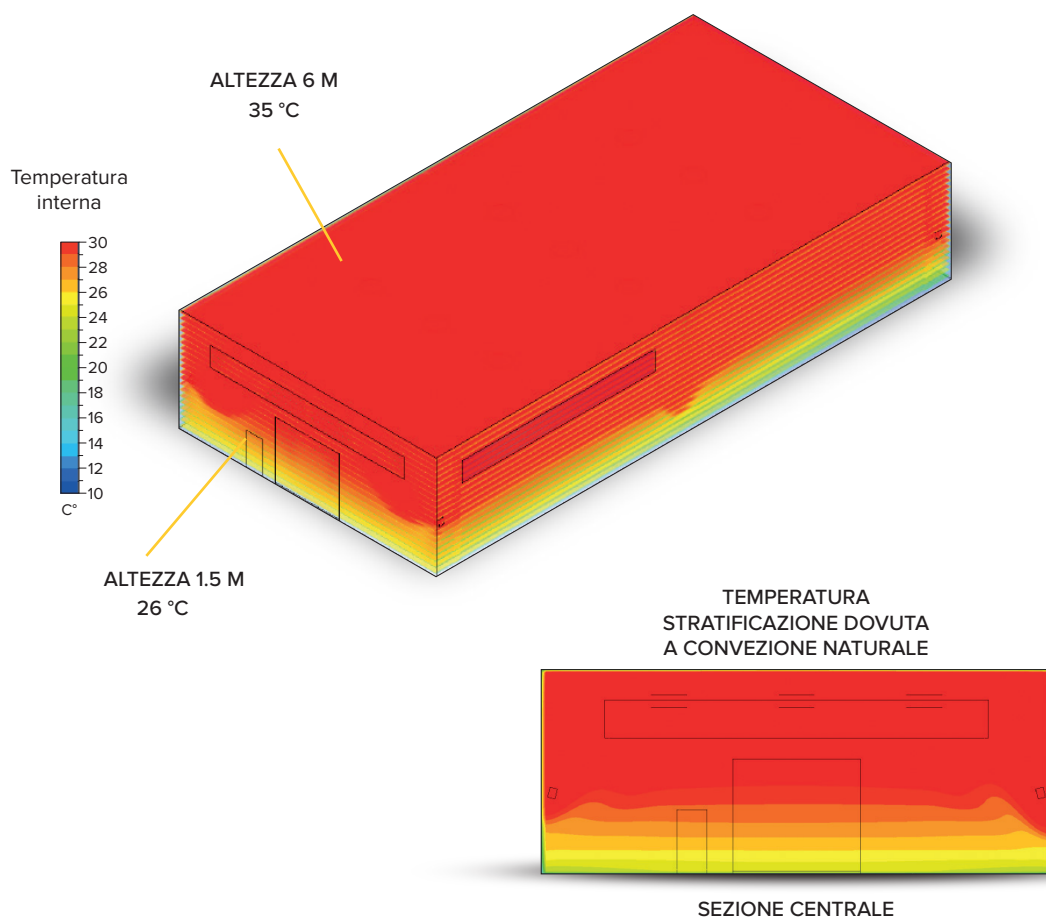 ALTEZZA 6 M
35 °C
Temperatura
interna
30
28
26
24
22
20
18
16
14
12
10
C°
ALTEZZA 1.5 M
26 °C
TEMPERATURA
STRATIFICAZIONE DOVUTA
A CONVEZIONE NATURALE
SEZIONE CENTRALE